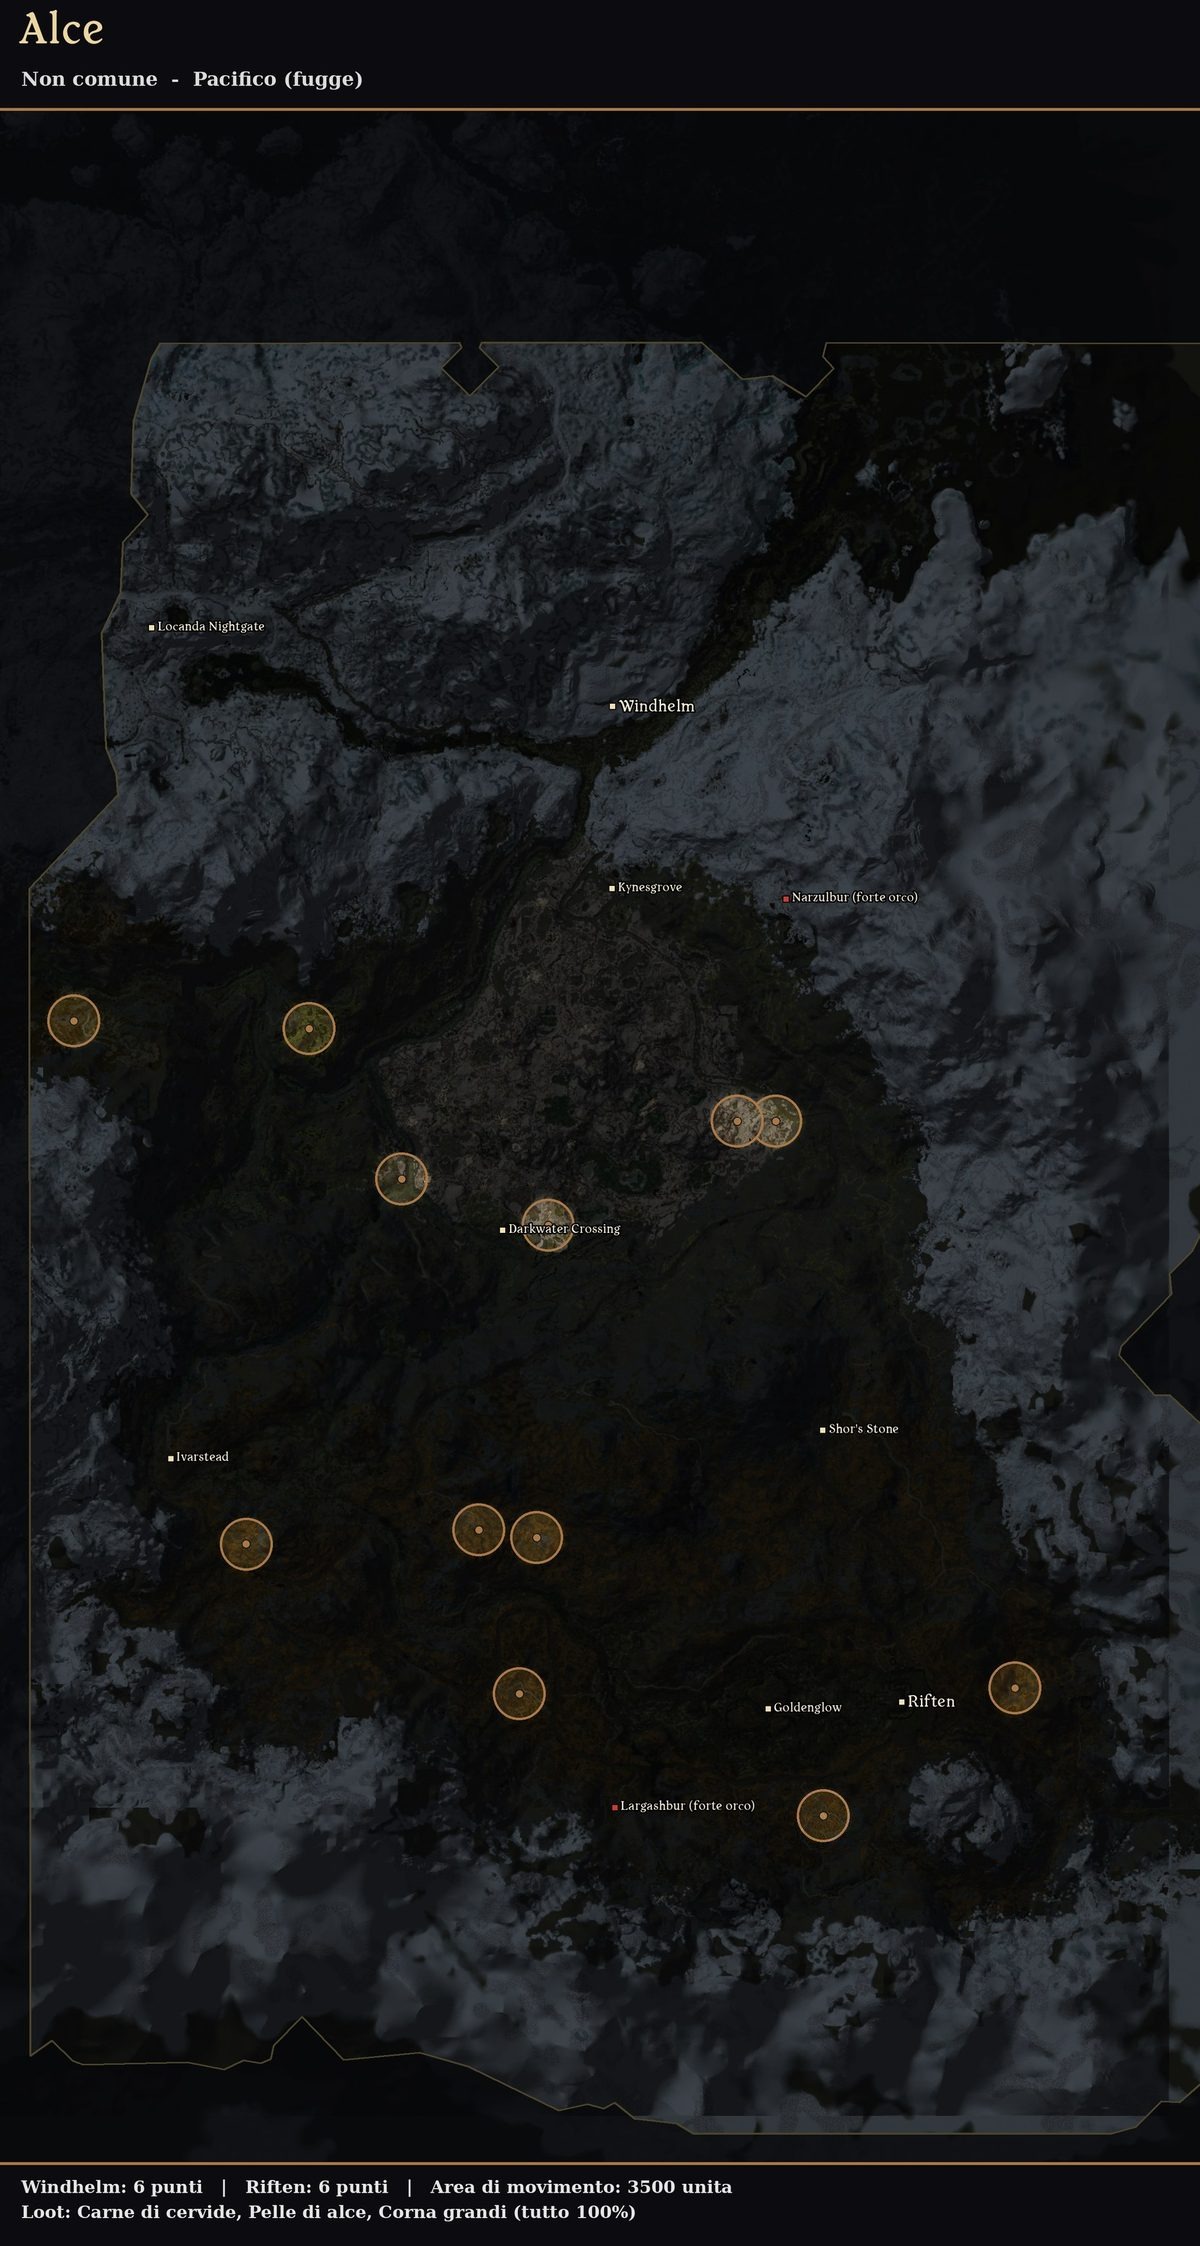 Alce
Non comune - Pacifico (fugge)
Locanda Nightgate
Windhelm
Kynesgrove
Narzulbur (forte orco)
Darkwater Crossing
Shor's Stone
Ivarstead
Riften
Goldenglow
Largashbur (forte orco)
Windhelm: 6 punti | Riften: 6 punti | Area di movimento: 3500 unita
Loot: Carne di cervide, Pelle di alce, Corna grandi (tutto 100%)